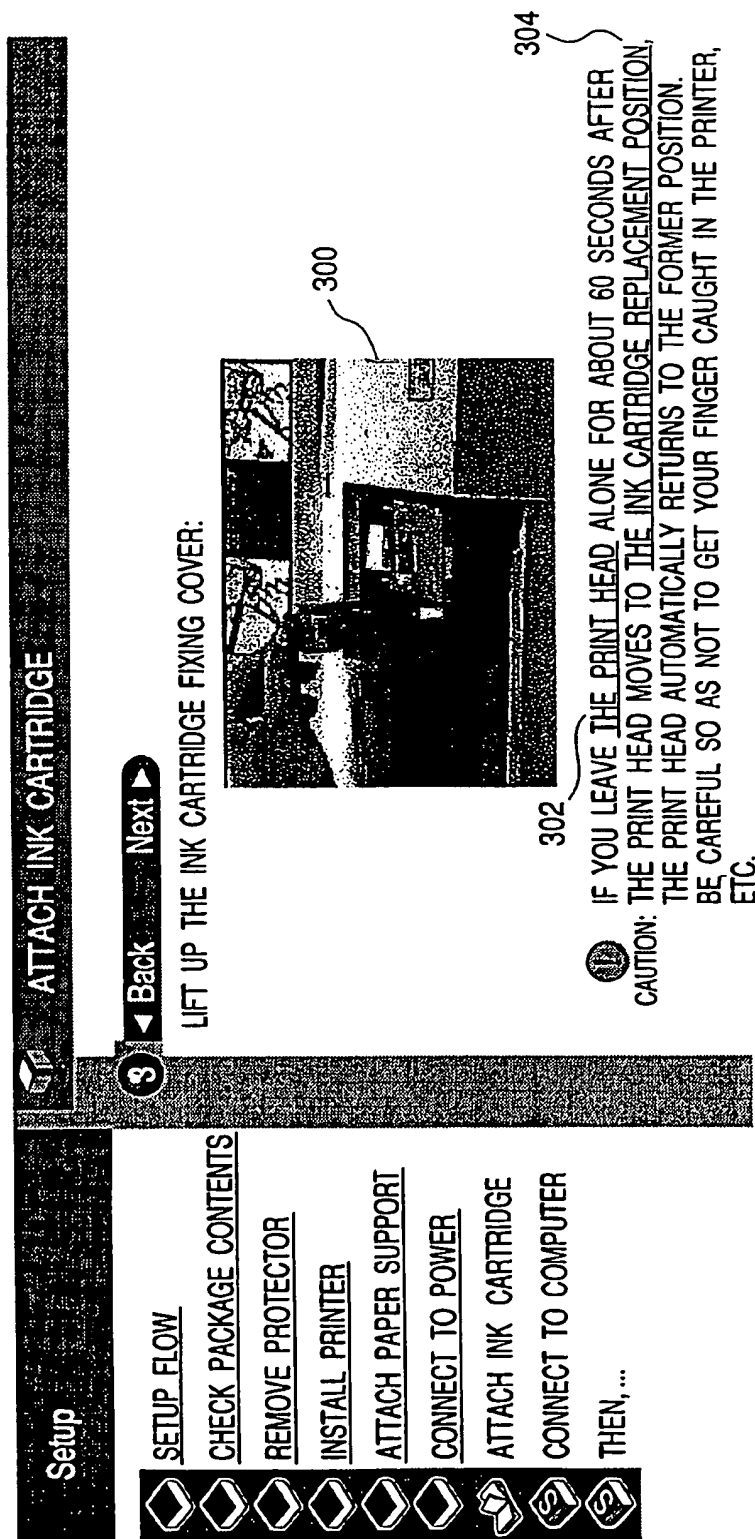 Setup
SETUP FLOW
CHECK PACKAGE CONTENTS
REMOVE PROTECTOR
INSTALL PRINTER
ATTACH PAPER SUPPORT
CONNECT TO POWER
ATTACH INK CARTRIDGE
CONNECT TO COMPUTER
THEN,...
ATTACH INK CARTRIDGE
3 ◄ Back Next ►
LIFT UP THE INK CARTRIDGE FIXING COVER:
300
302
304
IF YOU LEAVE THE PRINT HEAD ALONE FOR ABOUT 60 SECONDS AFTER
CAUTION: THE PRINT HEAD MOVES TO THE INK CARTRIDGE REPLACEMENT POSITION,
THE PRINT HEAD AUTOMATICALLY RETURNS TO THE FORMER POSITION.
BE CAREFUL SO AS NOT TO GET YOUR FINGER CAUGHT IN THE PRINTER,
ETC.